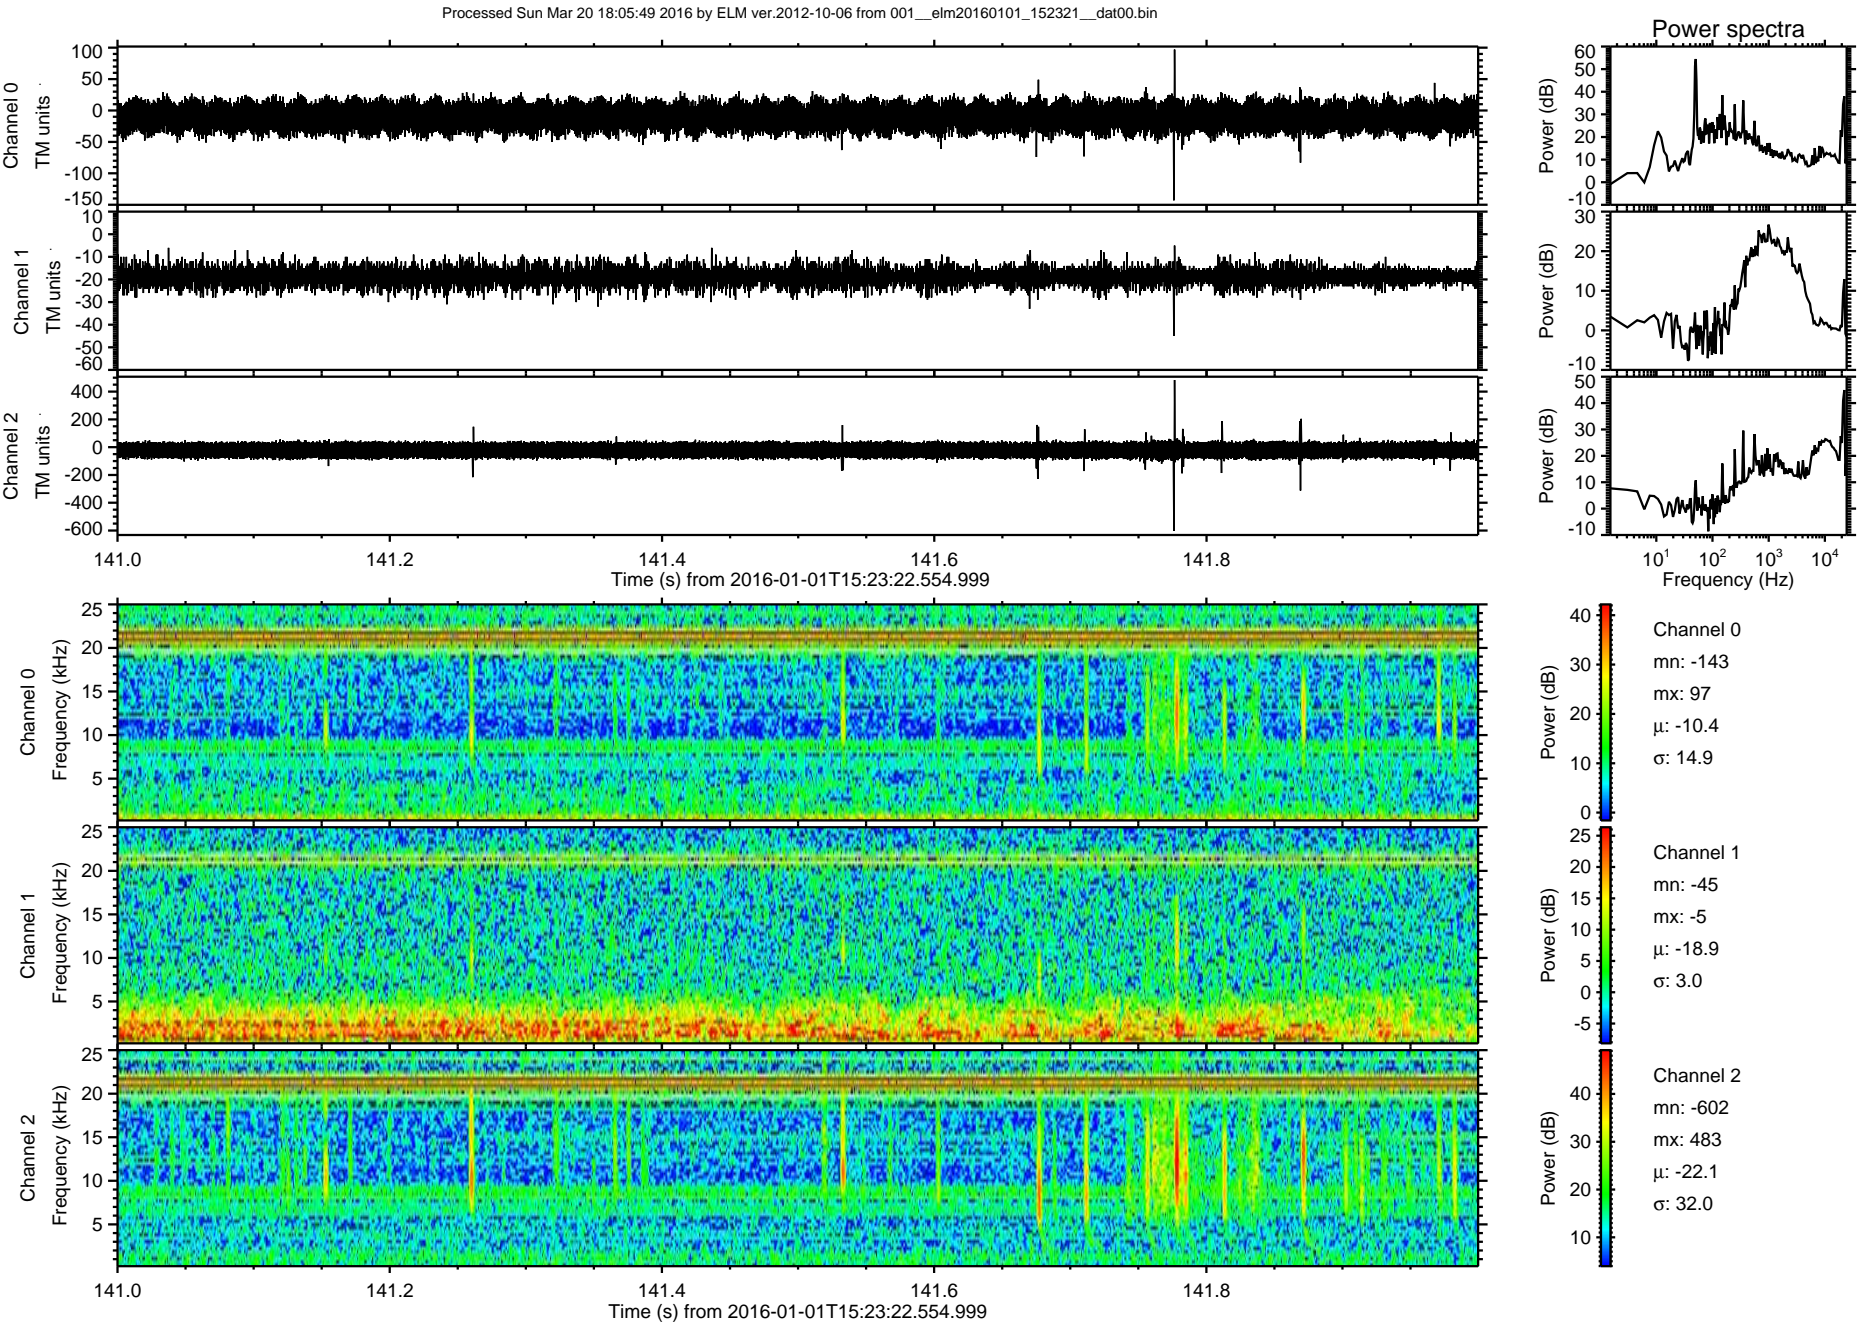 Processed Sun Mar 20 18:05:49 2016 by ELM ver.2012-10-06 from 001__elm20160101_152321__dat00.bin
Power spectra
Channel 0
TM units
100
50
0
-50
-100
-150
Power (dB)
60
50
40
30
20
10
0
-10
Channel 1
TM units
10
0
-10
-20
-30
-40
-50
-60
Power (dB)
30
20
10
0
-10
Channel 2
TM units
400
200
0
-200
-400
-600
Power (dB)
50
40
30
20
10
0
-10
141.0 141.2 141.4 141.6 141.8
Time (s) from 2016-01-01T15:23:22.554.999
10¹ 10² 10³ 10⁴
Frequency (Hz)
Channel 0
Frequency (kHz)
25
20
15
10
5
Power (dB)
40
30
20
10
0
Channel 0
mn: -143
mx: 97
μ: -10.4
σ: 14.9
Channel 1
Frequency (kHz)
25
20
15
10
5
Power (dB)
25
20
15
10
5
0
-5
Channel 1
mn: -45
mx: -5
μ: -18.9
σ: 3.0
Channel 2
Frequency (kHz)
25
20
15
10
5
Power (dB)
40
30
20
10
Channel 2
mn: -602
mx: 483
μ: -22.1
σ: 32.0
141.0 141.2 141.4 141.6 141.8
Time (s) from 2016-01-01T15:23:22.554.999